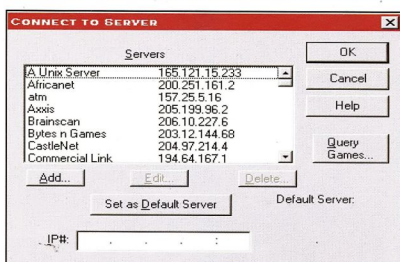 CONNECT TO SERVER
Servers
A Unix Server 165.121.15.233
Africanet 200.251.161.2
atm 157.25.5.16
Axxis 205.199.96.2
Brainscan 206.10.227.6
Bytes n Games 203.12.144.68
CastleNet 204.97.214.4
Commercial Link 194.64.167.1
OK
Cancel
Help
Query
Games...
Add...
Edit...
Delete...
Set as Default Server
Default Server:
IP#: . . . :